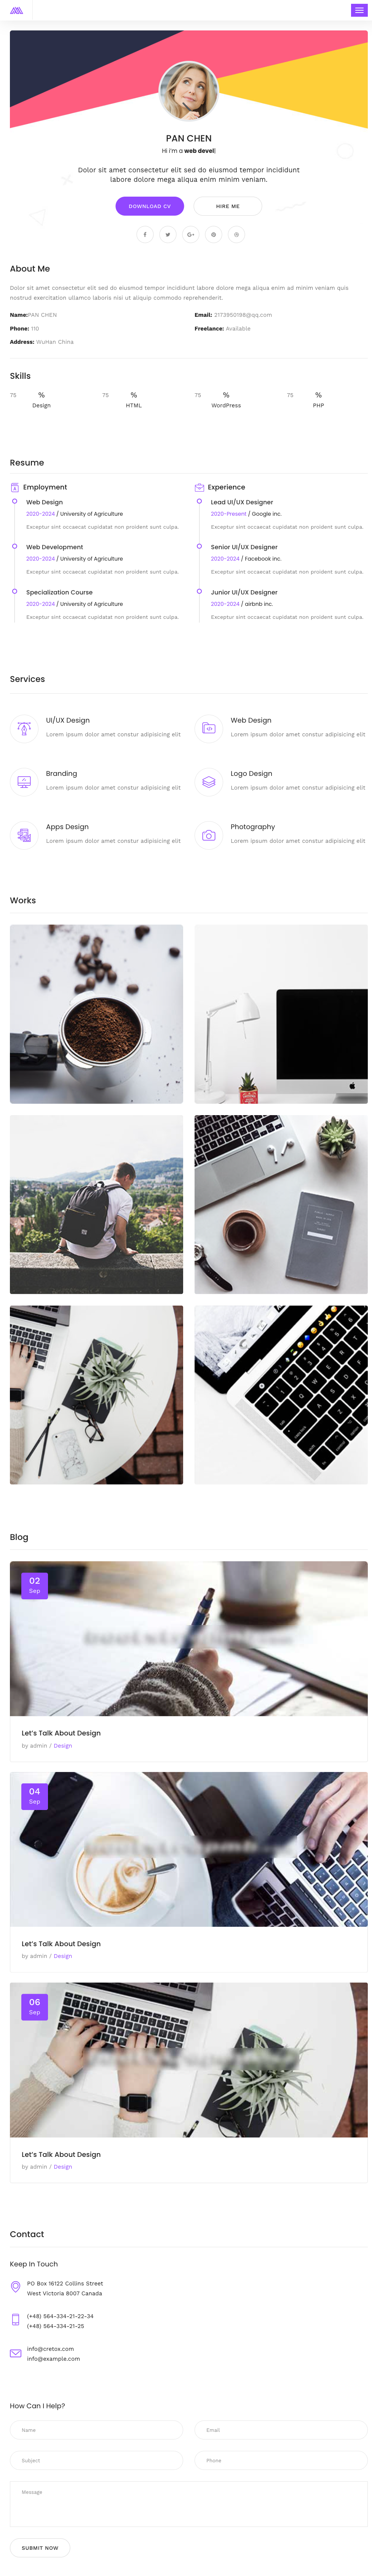 PAN CHEN
Hi i'm a web devel|
Dolor sit amet consectetur elit sed do eiusmod tempor incididunt
labore dolore mega aliqua enim minim veniam.
DOWNLOAD CV
HIRE ME
About Me
Dolor sit amet consectetur elit sed do eiusmod tempor incididunt labore dolore mega aliqua enim ad minim veniam quis
nostrud exercitation ullamco laboris nisi ut aliquip commodo reprehenderit.
Name:PAN CHEN
Email: 2173950198@qq.com
Phone: 110
Freelance: Available
Address: WuHan China
Skills
75 %
Design
75 %
HTML
75 %
WordPress
75 %
PHP
Resume
Employment
Web Design
2020-2024 / University of Agriculture
Exceptur sint occaecat cupidatat non proident sunt culpa.
Web Development
2020-2024 / University of Agriculture
Exceptur sint occaecat cupidatat non proident sunt culpa.
Specialization Course
2020-2024 / University of Agriculture
Exceptur sint occaecat cupidatat non proident sunt culpa.
Experience
Lead UI/UX Designer
2020-Present / Google inc.
Exceptur sint occaecat cupidatat non proident sunt culpa.
Senior UI/UX Designer
2020-2024 / Facebook inc.
Exceptur sint occaecat cupidatat non proident sunt culpa.
Junior UI/UX Designer
2020-2024 / airbnb inc.
Exceptur sint occaecat cupidatat non proident sunt culpa.
Services
UI/UX Design
Lorem ipsum dolor amet constur adipisicing elit
Web Design
Lorem ipsum dolor amet constur adipisicing elit
Branding
Lorem ipsum dolor amet constur adipisicing elit
Logo Design
Lorem ipsum dolor amet constur adipisicing elit
Apps Design
Lorem ipsum dolor amet constur adipisicing elit
Photography
Lorem ipsum dolor amet constur adipisicing elit
Works
Blog
02
Sep
Let's Talk About Design
by admin / Design
04
Sep
Let's Talk About Design
by admin / Design
06
Sep
Let's Talk About Design
by admin / Design
Contact
Keep In Touch
PO Box 16122 Collins Street
West Victoria 8007 Canada
(+48) 564-334-21-22-34
(+48) 564-334-21-25
info@cretox.com
info@example.com
How Can I Help?
Name
Email
Subject
Phone
Message
SUBMIT NOW